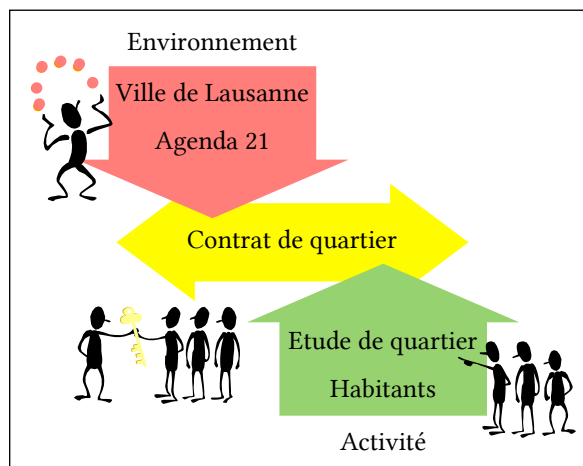 Environnement
Ville de Lausanne
Agenda 21
Contrat de quartier
Etude de quartier
Habitants
Activité